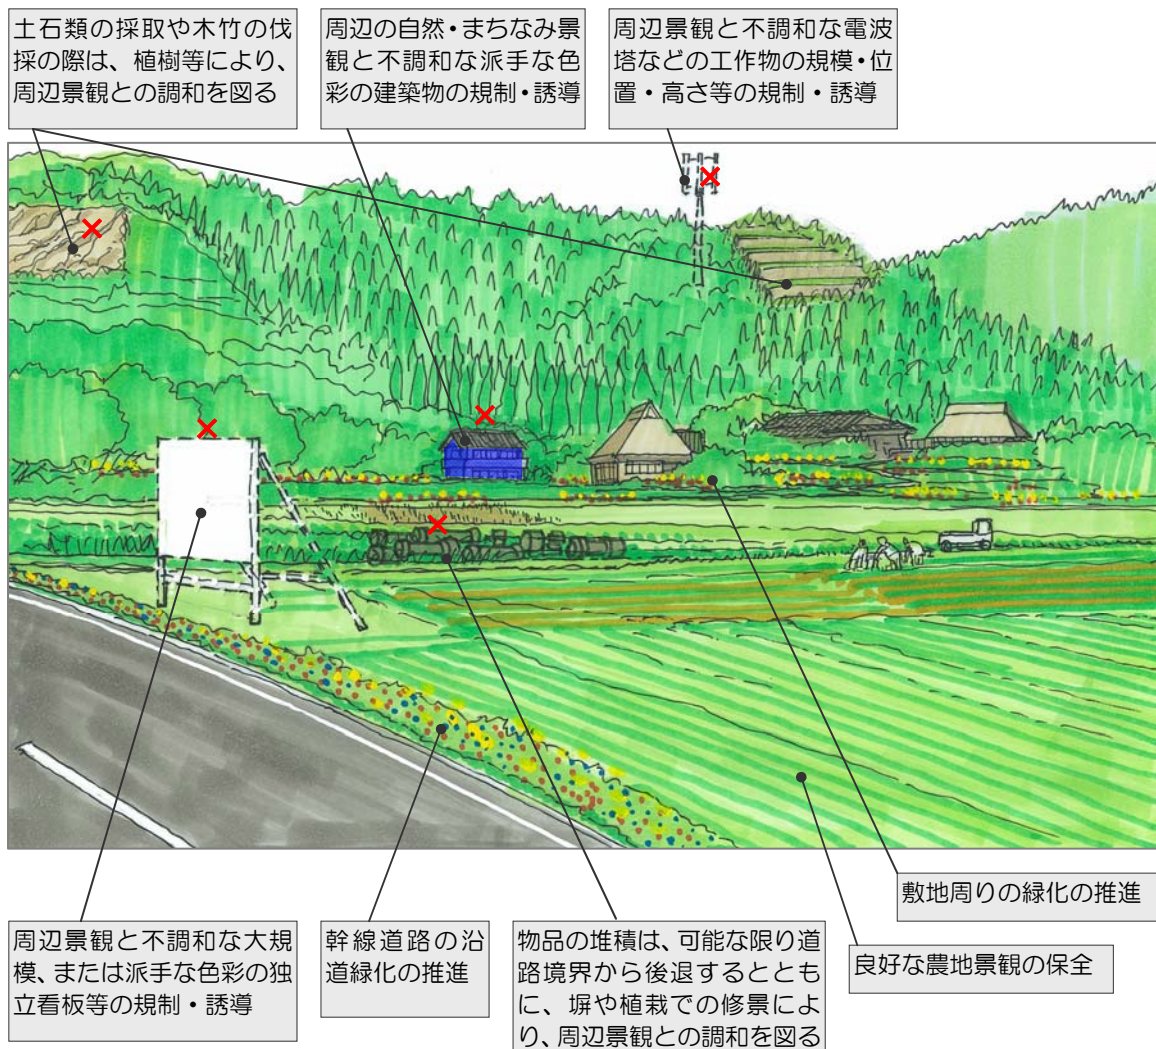 土石類の採取や木竹の伐
採の際は、植樹等により、
周辺景観との調和を図る
周辺の自然・まちなみ景
観と不調和な派手な色
彩の建築物の規制・誘導
周辺景観と不調和な電波
塔などの工作物の規模・位
置・高さ等の規制・誘導
敷地周りの緑化の推進
周辺景観と不調和な大規
模、または派手な色彩の独
立看板等の規制・誘導
幹線道路の沿
道緑化の推進
物品の堆積は、可能な限り道
路境界から後退するととも
に、塀や植栽での修景によ
り、周辺景観との調和を図る
良好な農地景観の保全